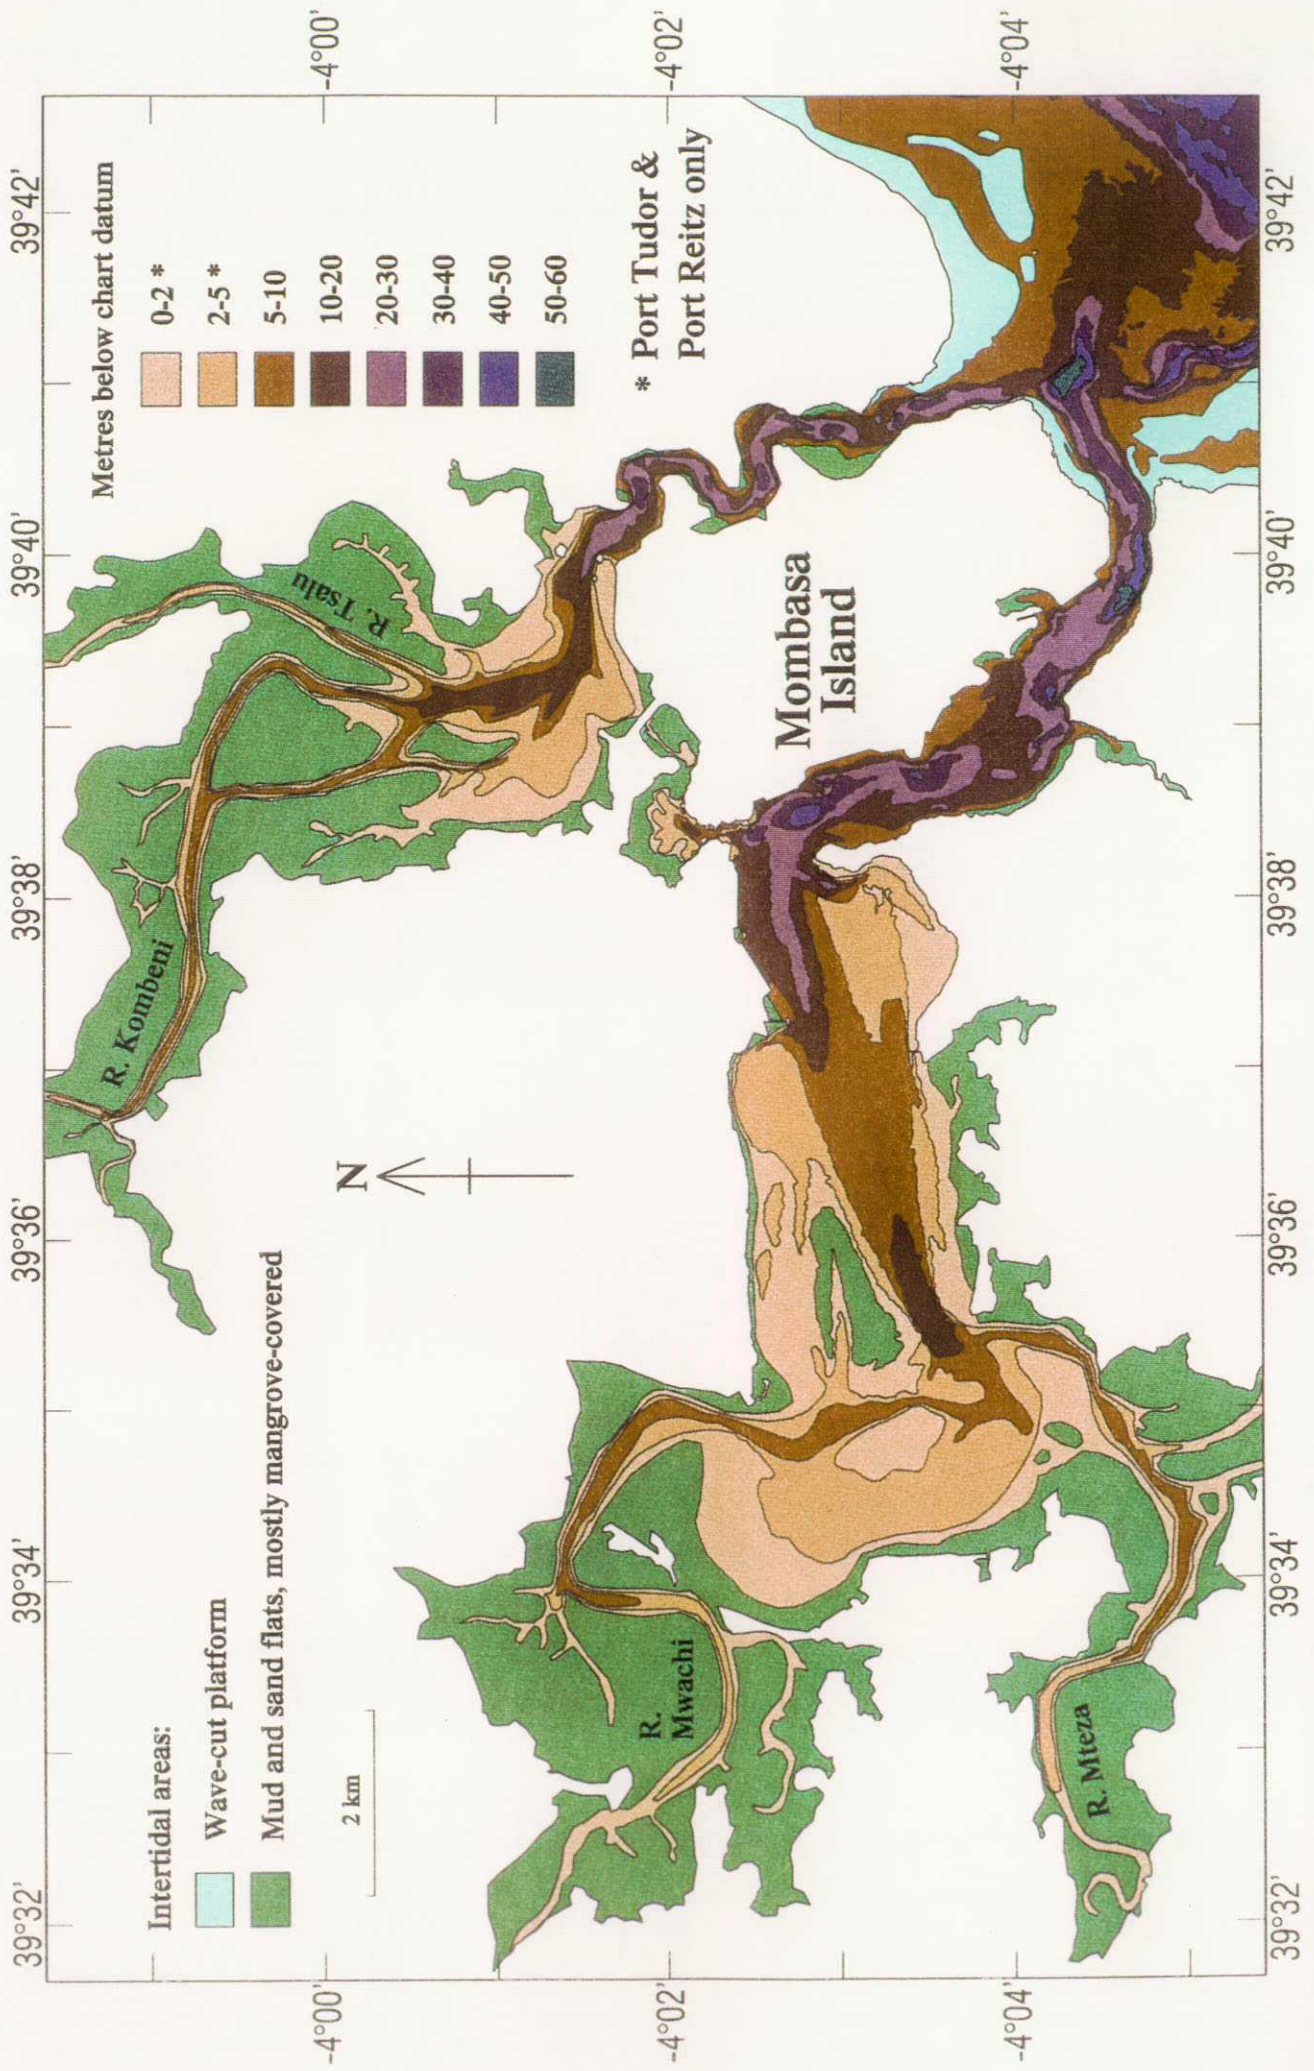 39°32'
39°34'
39°36'
39°38'
39°40'
39°42'
Intertidal areas:
Wave-cut platform
Mud and sand flats, mostly mangrove-covered
2 km
N
R. Kombeni
R. Tsalu
Metres below chart datum
0-2 *
2-5 *
5-10
10-20
20-30
30-40
40-50
50-60
* Port Tudor &
Port Reitz only
Mombasa
Island
R.
Mwachi
R. Mteza
-4°00'
-4°02'
-4°04'
-4°00'
-4°02'
-4°04'
39°32'
39°34'
39°36'
39°38'
39°40'
39°42'